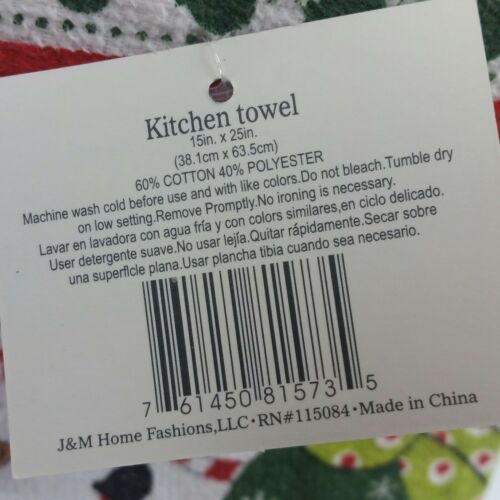 Kitchen towel
15in. x 25in.
(38.1cm x 63.5cm)
60% COTTON 40% POLYESTER
Machine wash cold before use and with like colors.Do not bleach.Tumble dry
on low setting.Remove Promptly.No ironing is necessary.
Lavar en lavadora con agua fría y con colores similares,en ciclo delicado.
User detergente suave.No usar lejía.Quitar rápidamente.Secar sobre
una superficle plana.Usar plancha tibia cuando sea necesario.
7 61450 81573 5
J&M Home Fashions,LLC·RN#115084·Made in China